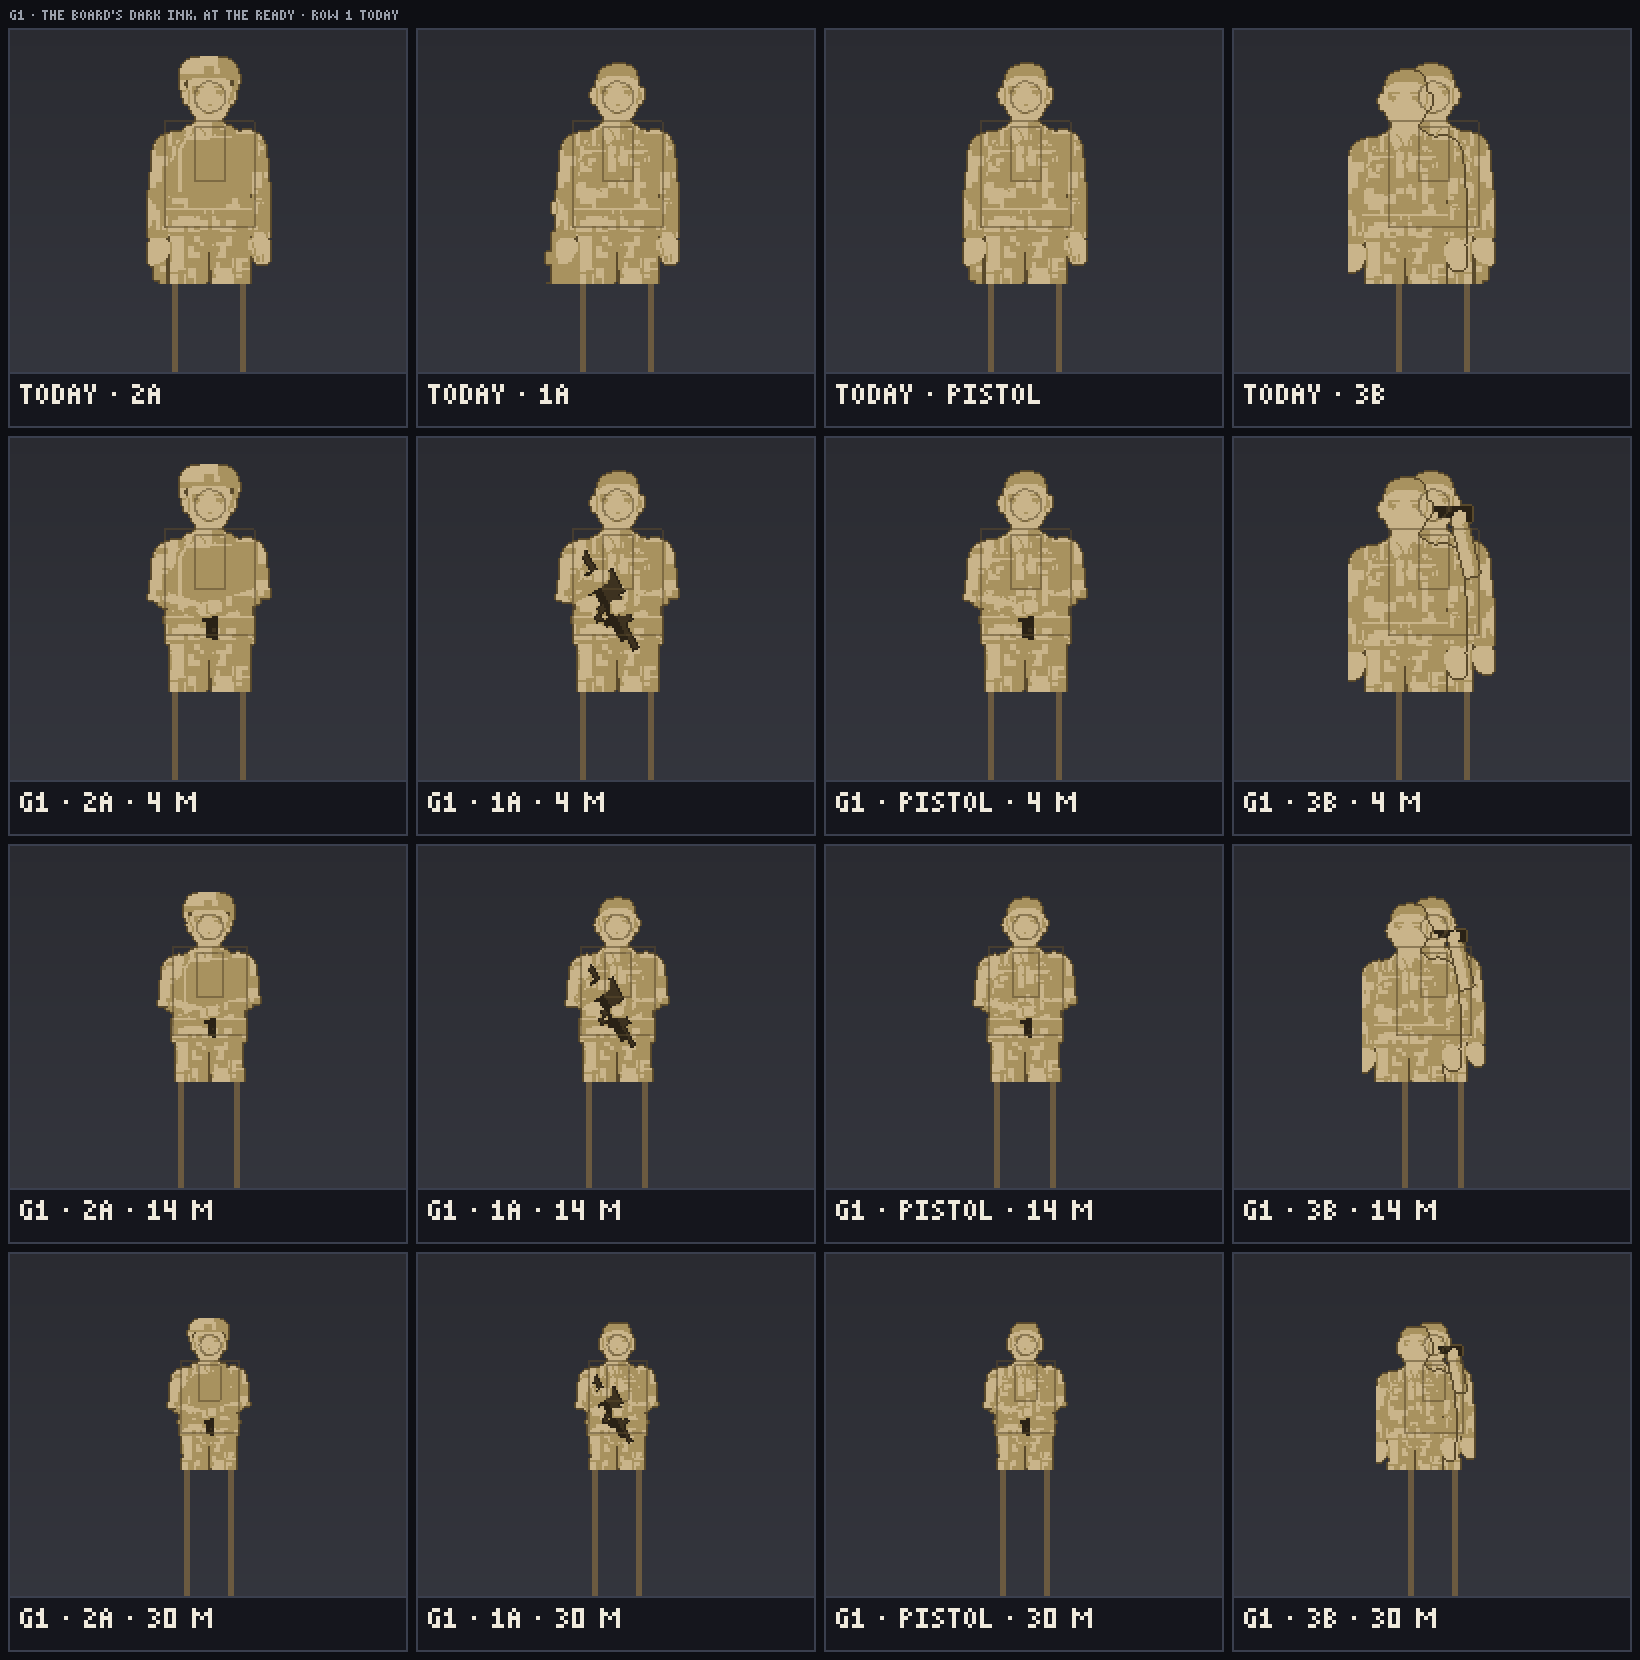 G1 · THE BOARD'S DARK INK. AT THE READY · ROW 1 TODAY
TODAY · 2A
TODAY · 1A
TODAY · PISTOL
TODAY · 3B
G1 · 2A · 4 M
G1 · 1A · 4 M
G1 · PISTOL · 4 M
G1 · 3B · 4 M
G1 · 2A · 14 M
G1 · 1A · 14 M
G1 · PISTOL · 14 M
G1 · 3B · 14 M
G1 · 2A · 30 M
G1 · 1A · 30 M
G1 · PISTOL · 30 M
G1 · 3B · 30 M